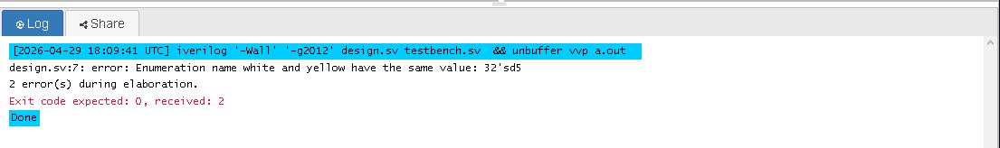 Log
Share
[2026-04-29 18:09:41 UTC] iverilog '-Wall' '-g2012' design.sv testbench.sv && unbuffer vvp a.out
design.sv:7: error: Enumeration name white and yellow have the same value: 32'sd5
2 error(s) during elaboration.
Exit code expected: 0, received: 2
Done